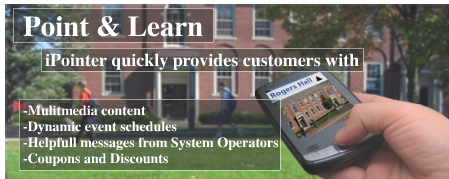 Point & Learn
iPointer quickly provides customers with
Rogers Hall
-Mulitmedia content
-Dynamic event schedules
-Helpfull messages from System Operators
-Coupons and Discounts